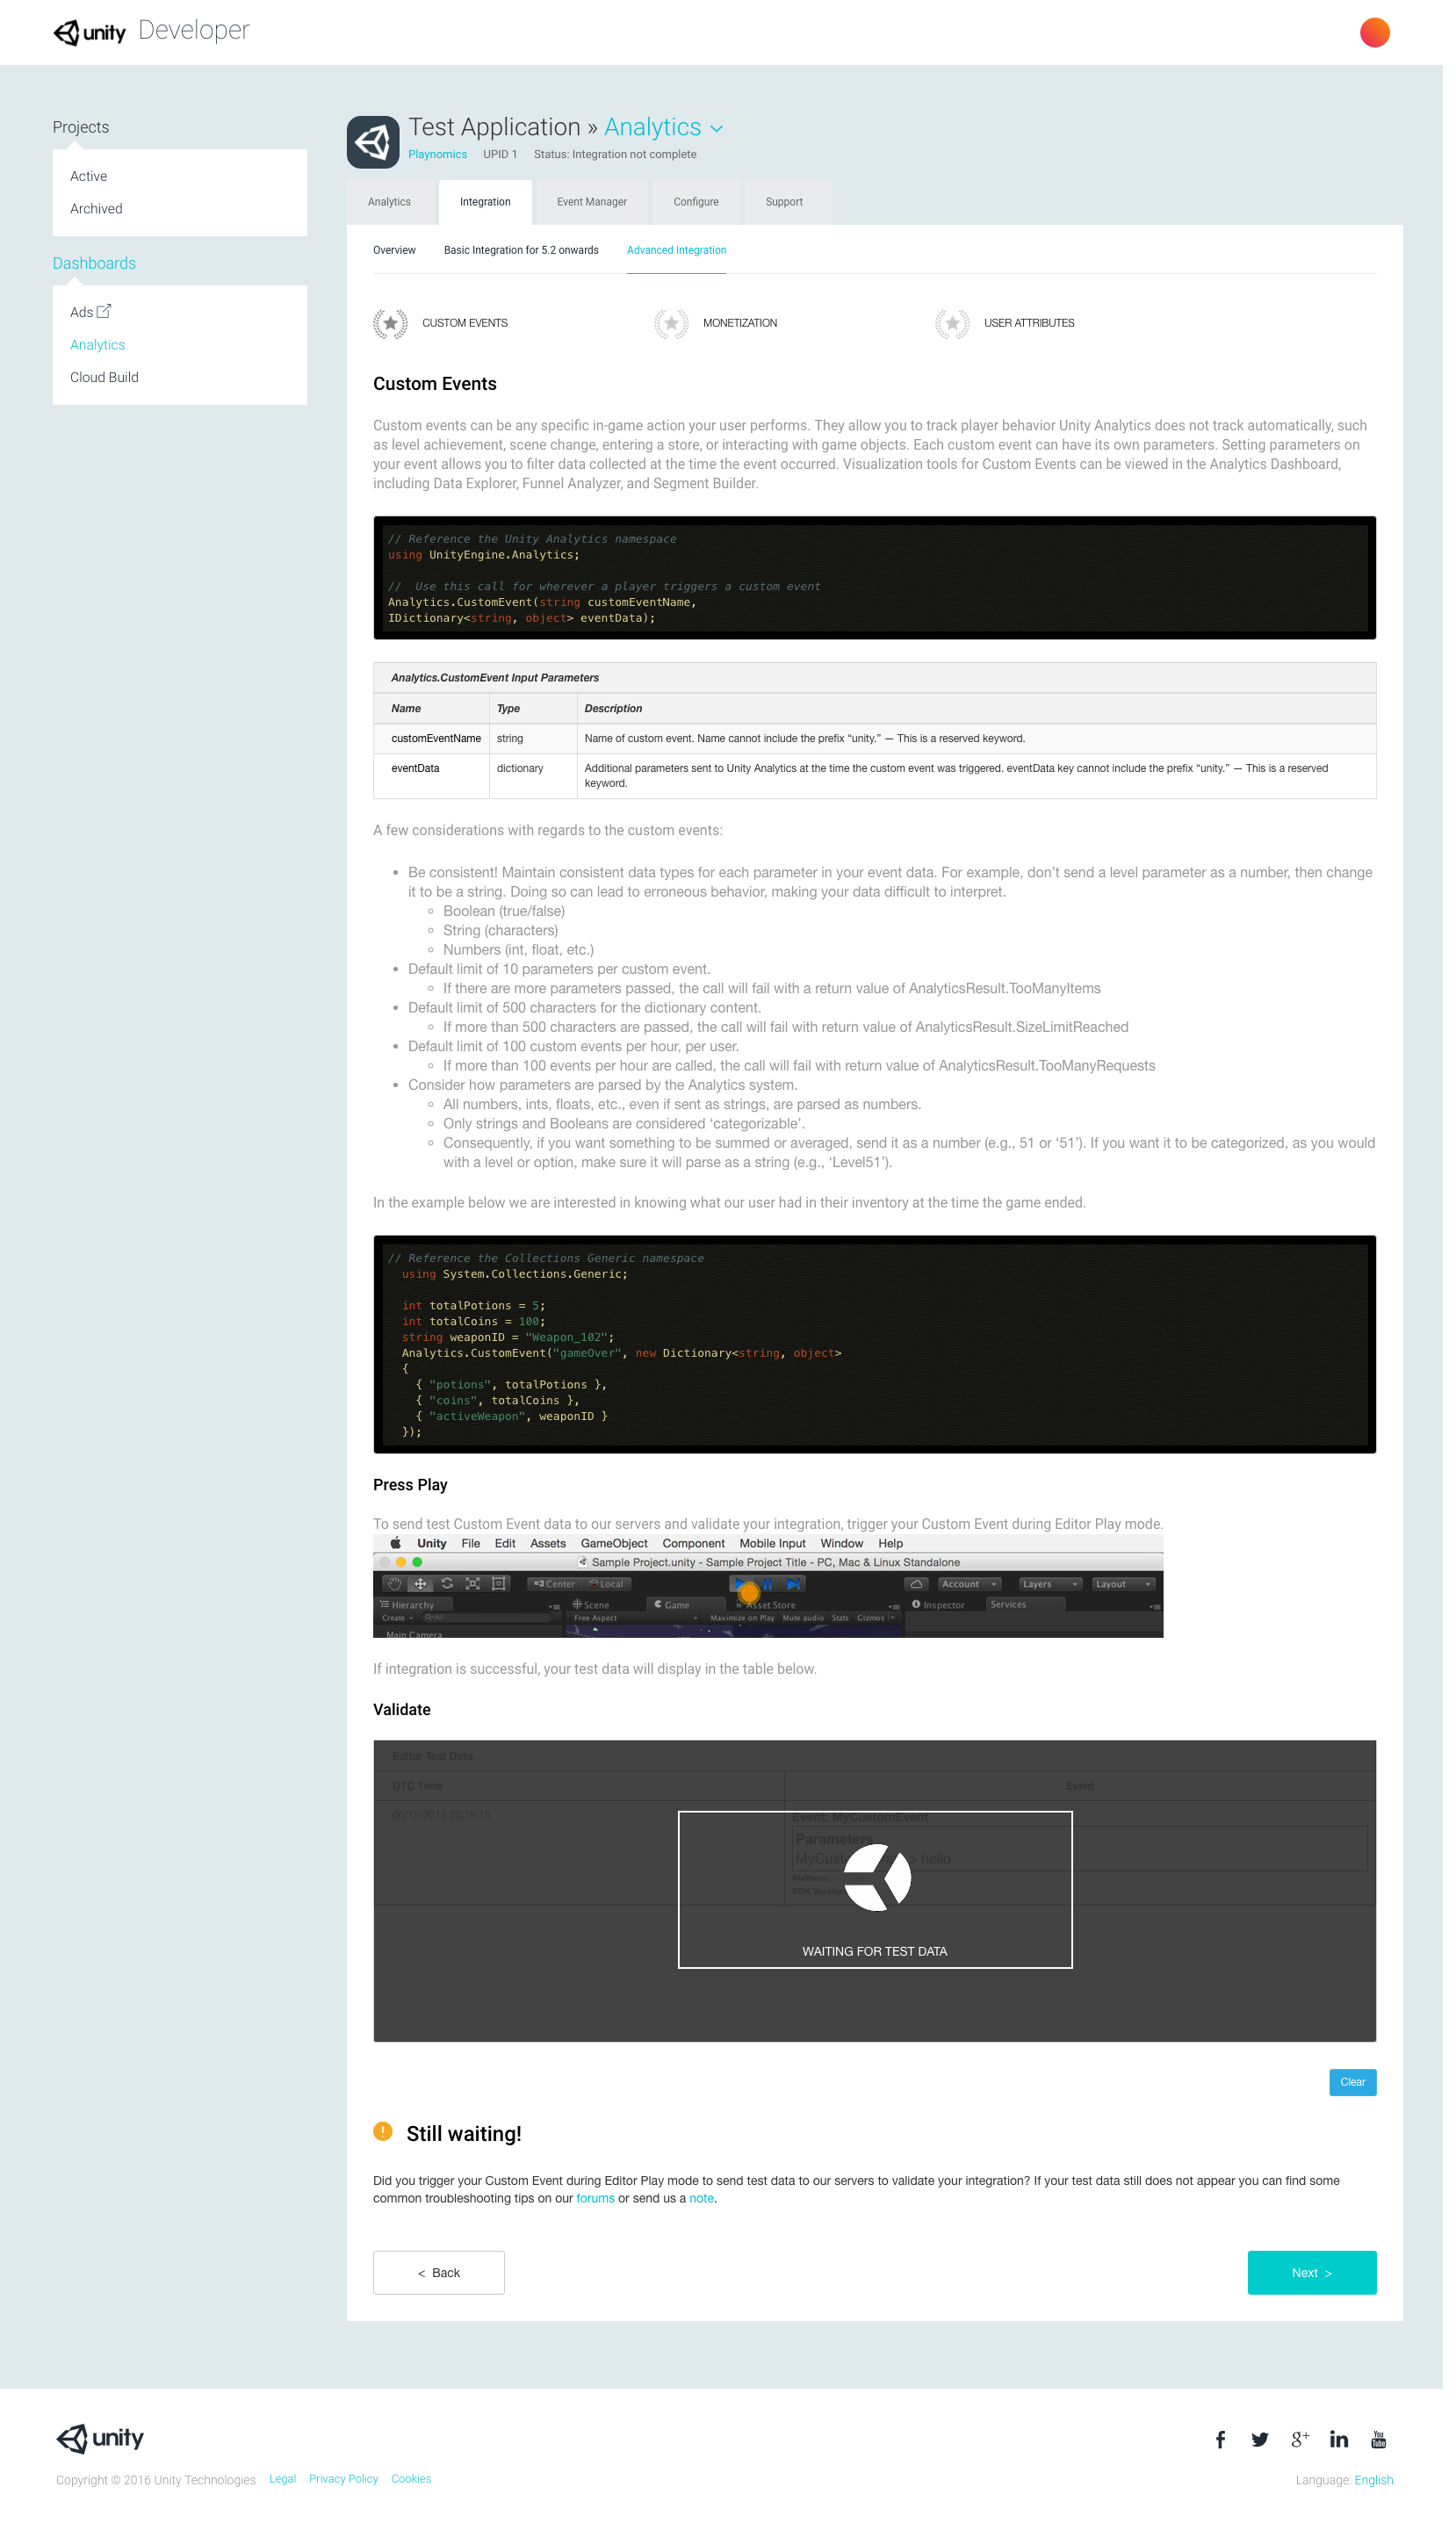 unity Developer
Projects
Active
Archived
Dashboards
Ads
Analytics
Cloud Build
Test Application » Analytics
Playnomics UPID 1 Status: Integration not complete
Analytics Integration Event Manager Configure Support
Overview Basic Integration for 5.2 onwards Advanced Integration
CUSTOM EVENTS MONETIZATION USER ATTRIBUTES
Custom Events
Custom events can be any specific in-game action your user performs. They allow you to track player behavior Unity Analytics does not track automatically, such
as level achievement, scene change, entering a store, or interacting with game objects. Each custom event can have its own parameters. Setting parameters on
your event allows you to filter data collected at the time the event occurred. Visualization tools for Custom Events can be viewed in the Analytics Dashboard,
including Data Explorer, Funnel Analyzer, and Segment Builder.
// Reference the Unity Analytics namespace
using UnityEngine.Analytics;
//  Use this call for wherever a player triggers a custom event
Analytics.CustomEvent(string customEventName,
IDictionary<string, object> eventData);
Analytics.CustomEvent Input Parameters
Name Type Description
customEventName string Name of custom event. Name cannot include the prefix “unity.” — This is a reserved keyword.
eventData dictionary Additional parameters sent to Unity Analytics at the time the custom event was triggered. eventData key cannot include the prefix “unity.” — This is a reserved
keyword.
A few considerations with regards to the custom events:
• Be consistent! Maintain consistent data types for each parameter in your event data. For example, don’t send a level parameter as a number, then change
it to be a string. Doing so can lead to erroneous behavior, making your data difficult to interpret.
◦ Boolean (true/false)
◦ String (characters)
◦ Numbers (int, float, etc.)
• Default limit of 10 parameters per custom event.
◦ If there are more parameters passed, the call will fail with a return value of AnalyticsResult.TooManyItems
• Default limit of 500 characters for the dictionary content.
◦ If more than 500 characters are passed, the call will fail with return value of AnalyticsResult.SizeLimitReached
• Default limit of 100 custom events per hour, per user.
◦ If more than 100 events per hour are called, the call will fail with return value of AnalyticsResult.TooManyRequests
• Consider how parameters are parsed by the Analytics system.
◦ All numbers, ints, floats, etc., even if sent as strings, are parsed as numbers.
◦ Only strings and Booleans are considered ‘categorizable’.
◦ Consequently, if you want something to be summed or averaged, send it as a number (e.g., 51 or ‘51’). If you want it to be categorized, as you would
with a level or option, make sure it will parse as a string (e.g., ‘Level51’).
In the example below we are interested in knowing what our user had in their inventory at the time the game ended.
// Reference the Collections Generic namespace
using System.Collections.Generic;
int totalPotions = 5;
int totalCoins = 100;
string weaponID = "Weapon_102";
Analytics.CustomEvent("gameOver", new Dictionary<string, object>
{
{ "potions", totalPotions },
{ "coins", totalCoins },
{ "activeWeapon", weaponID }
});
Press Play
To send test Custom Event data to our servers and validate your integration, trigger your Custom Event during Editor Play mode.
Unity File Edit Assets GameObject Component Mobile Input Window Help
Sample Project.unity - Sample Project Title - PC, Mac & Linux Standalone
Center Local Account Layers Layout
Hierarchy Scene Game Asset Store Inspector Services
Create All Free Aspect Maximize on Play Mute audio Stats Gizmos
Main Camera
If integration is successful, your test data will display in the table below.
Validate
Editor Test Data
UTC Time Event
08/12/2015 20:19:15 Event: MyCustomEvent
Parameters
hello
Platform:
WAITING FOR TEST DATA
Clear
Still waiting!
Did you trigger your Custom Event during Editor Play mode to send test data to our servers to validate your integration? If your test data still does not appear you can find some
common troubleshooting tips on our forums or send us a note.
< Back Next >
unity
f g+ in You Tube
Copyright © 2016 Unity Technologies Legal Privacy Policy Cookies Language: English